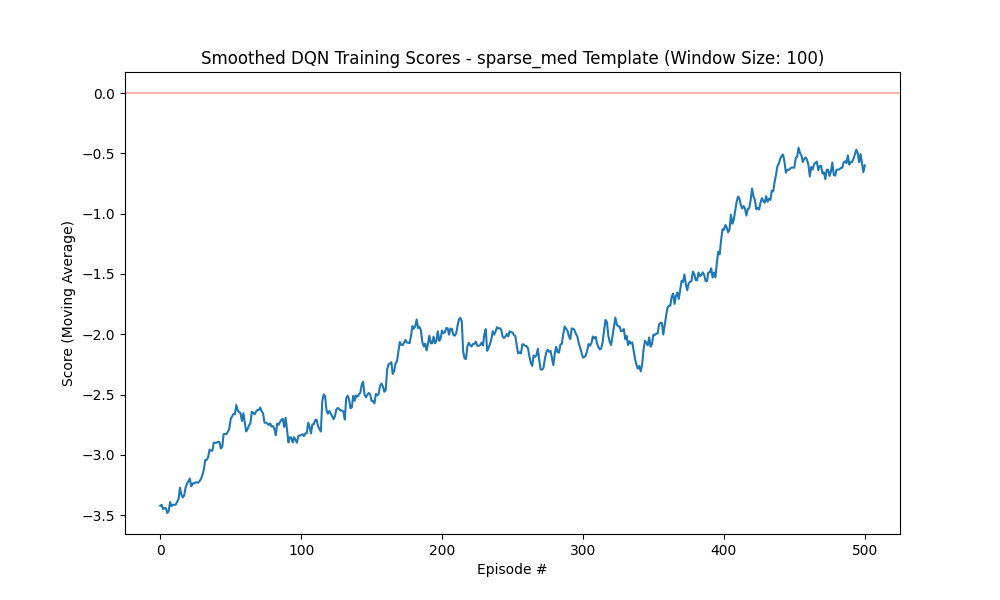 Smoothed DQN Training Scores - sparse_med Template (Window Size: 100)
0.0
−0.5
−1.0
−1.5
−2.0
−2.5
−3.0
−3.5
Score (Moving Average)
0 100 200 300 400 500
Episode #